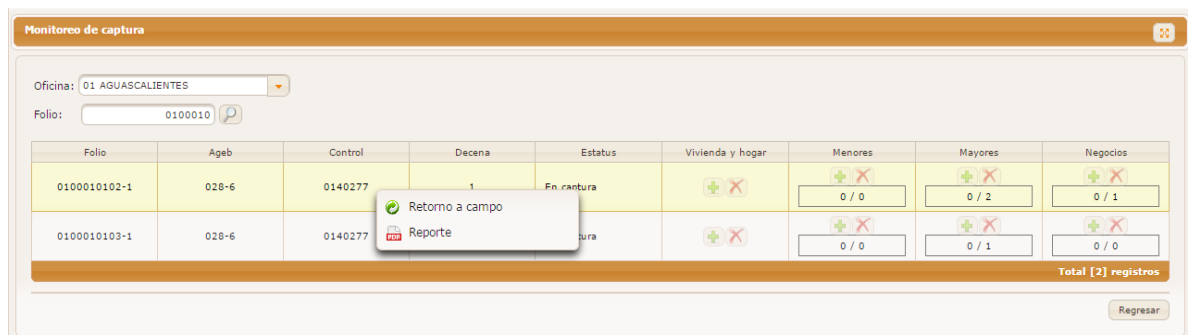 Monitoreo de captura
Oficina: 01 AGUASCALIENTES
Folio: 0100010
Folio Ageb Control Decena Estatus Vivienda y hogar Menores Mayores Negocios
0100010102-1 028-6 0140277 1 En captura 0 / 0 0 / 2 0 / 1
Retorno a campo
Reporte
0100010103-1 028-6 0140277 tura 0 / 0 0 / 1 0 / 0
Total [2] registros
Regresar